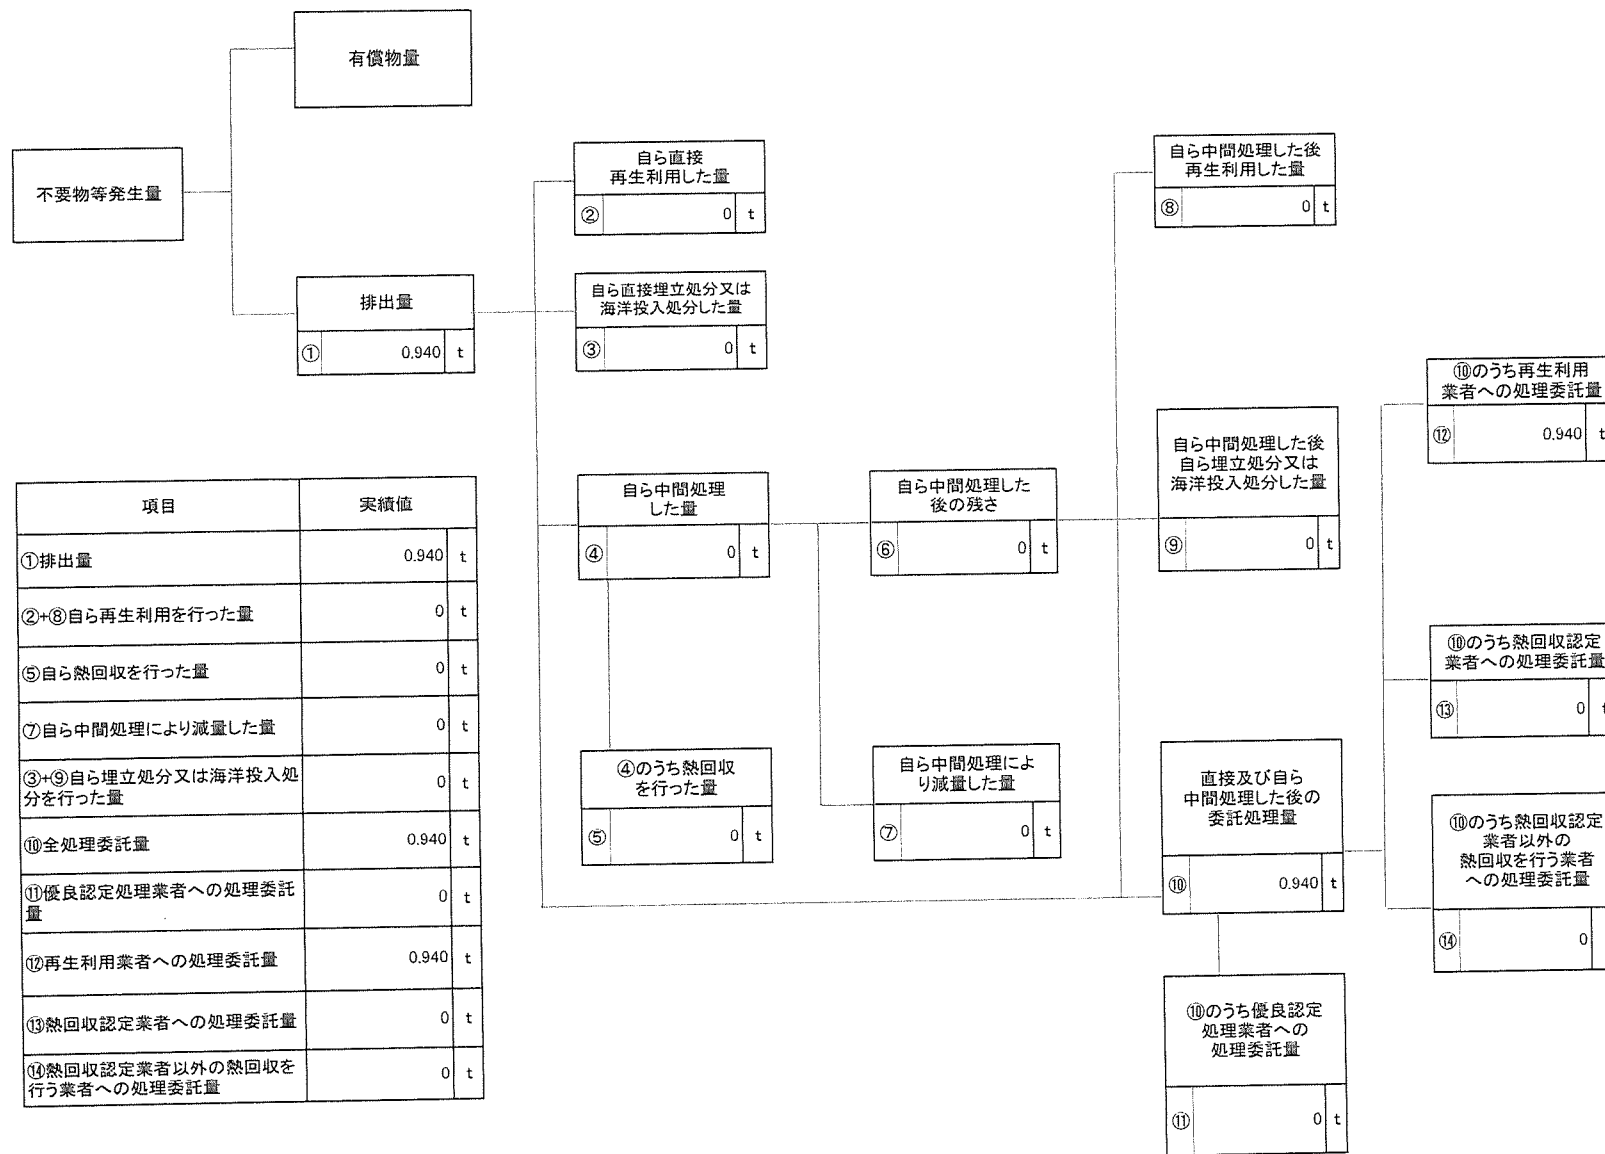 有償物量
不要物等発生量
排出量
① 0.940 t
自ら直接
再生利用した量
② 0 t
自ら直接埋立処分又は
海洋投入処分した量
③ 0 t
自ら中間処理
した量
④ 0 t
④のうち熱回収
を行った量
⑤ 0 t
自ら中間処理した
後の残さ
⑥ 0 t
自ら中間処理によ
り減量した量
⑦ 0 t
自ら中間処理した後
再生利用した量
⑧ 0 t
自ら中間処理した後
自ら埋立処分又は
海洋投入処分した量
⑨ 0 t
直接及び自ら
中間処理した後の
委託処理量
⑩ 0.940 t
⑩のうち優良認定
処理業者への
処理委託量
⑪ 0 t
⑩のうち再生利用
業者への処理委託量
⑫ 0.940 t
⑩のうち熱回収認定
業者への処理委託量
⑬ 0 t
⑩のうち熱回収認定
業者以外の
熱回収を行う業者
への処理委託量
⑭ 0
項目 実績値
①排出量 0.940 t
②+⑧自ら再生利用を行った量 0 t
⑤自ら熱回収を行った量 0 t
⑦自ら中間処理により減量した量 0 t
③+⑨自ら埋立処分又は海洋投入処
分を行った量 0 t
⑩全処理委託量 0.940 t
⑪優良認定処理業者への処理委託
量 0 t
⑫再生利用業者への処理委託量 0.940 t
⑬熱回収認定業者への処理委託量 0 t
⑭熱回収認定業者以外の熱回収を
行う業者への処理委託量 0 t